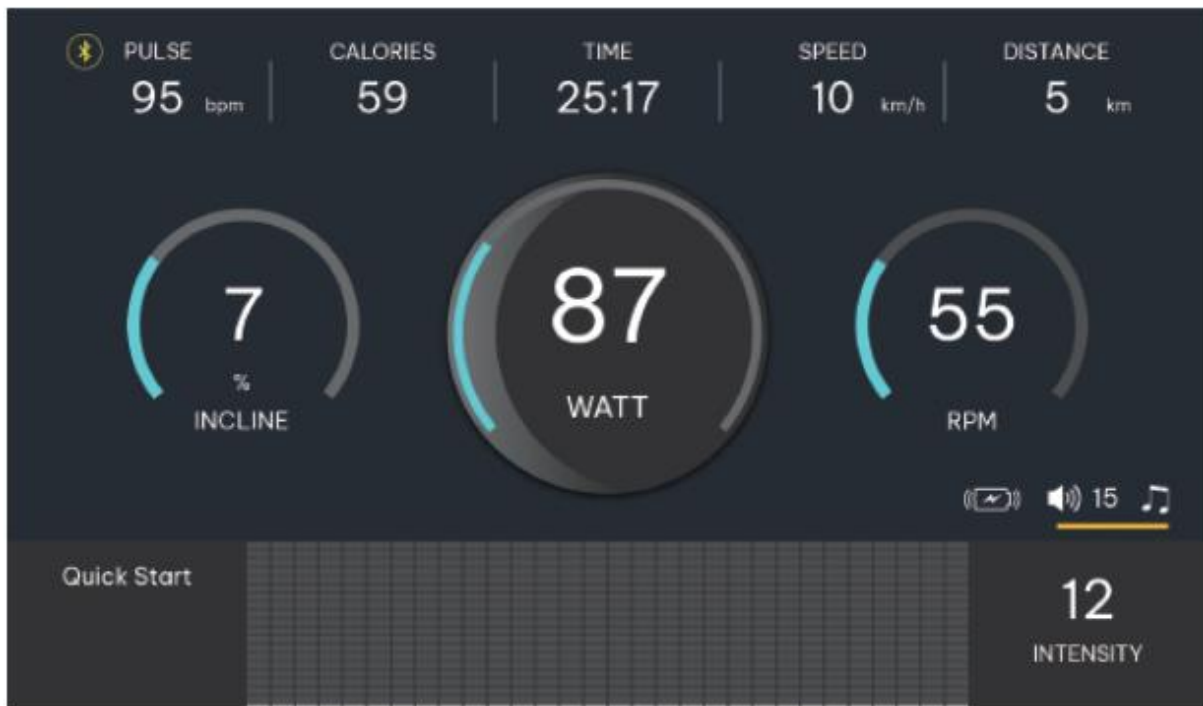 PULSE CALORIES TIME SPEED DISTANCE
95 bpm 59 25:17 10 km/h 5 km
7 87 55
%
INCLINE WATT RPM
15
Quick Start
12
INTENSITY